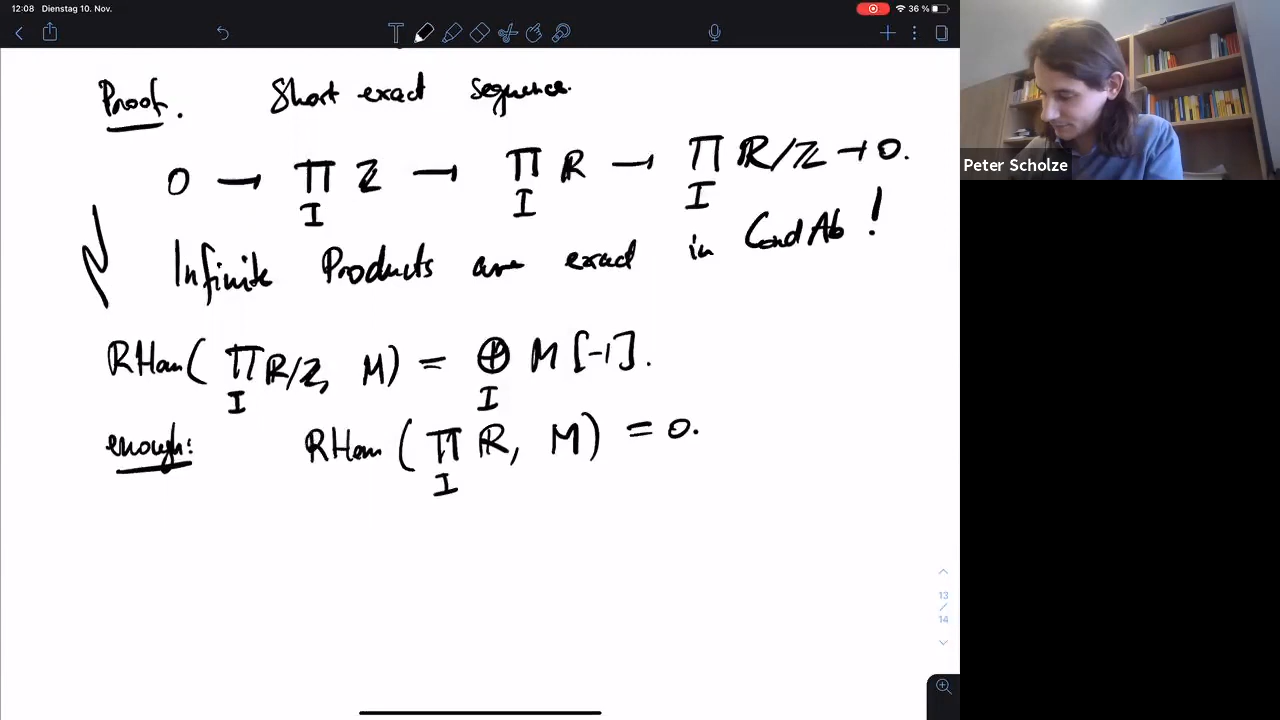 12:08 Dienstag 10. Nov.
36 %
Proof. Short exact sequence.
0 → ∏_I ℤ → ∏_I ℝ → ∏_I ℝ/ℤ → 0.
Infinite Products are exact in CondAb!
RHom( ∏_I ℝ/ℤ, M) = ⊕_I M[-1].
enough: RHom( ∏_I ℝ, M) = 0.
Peter Scholze
13
/
14